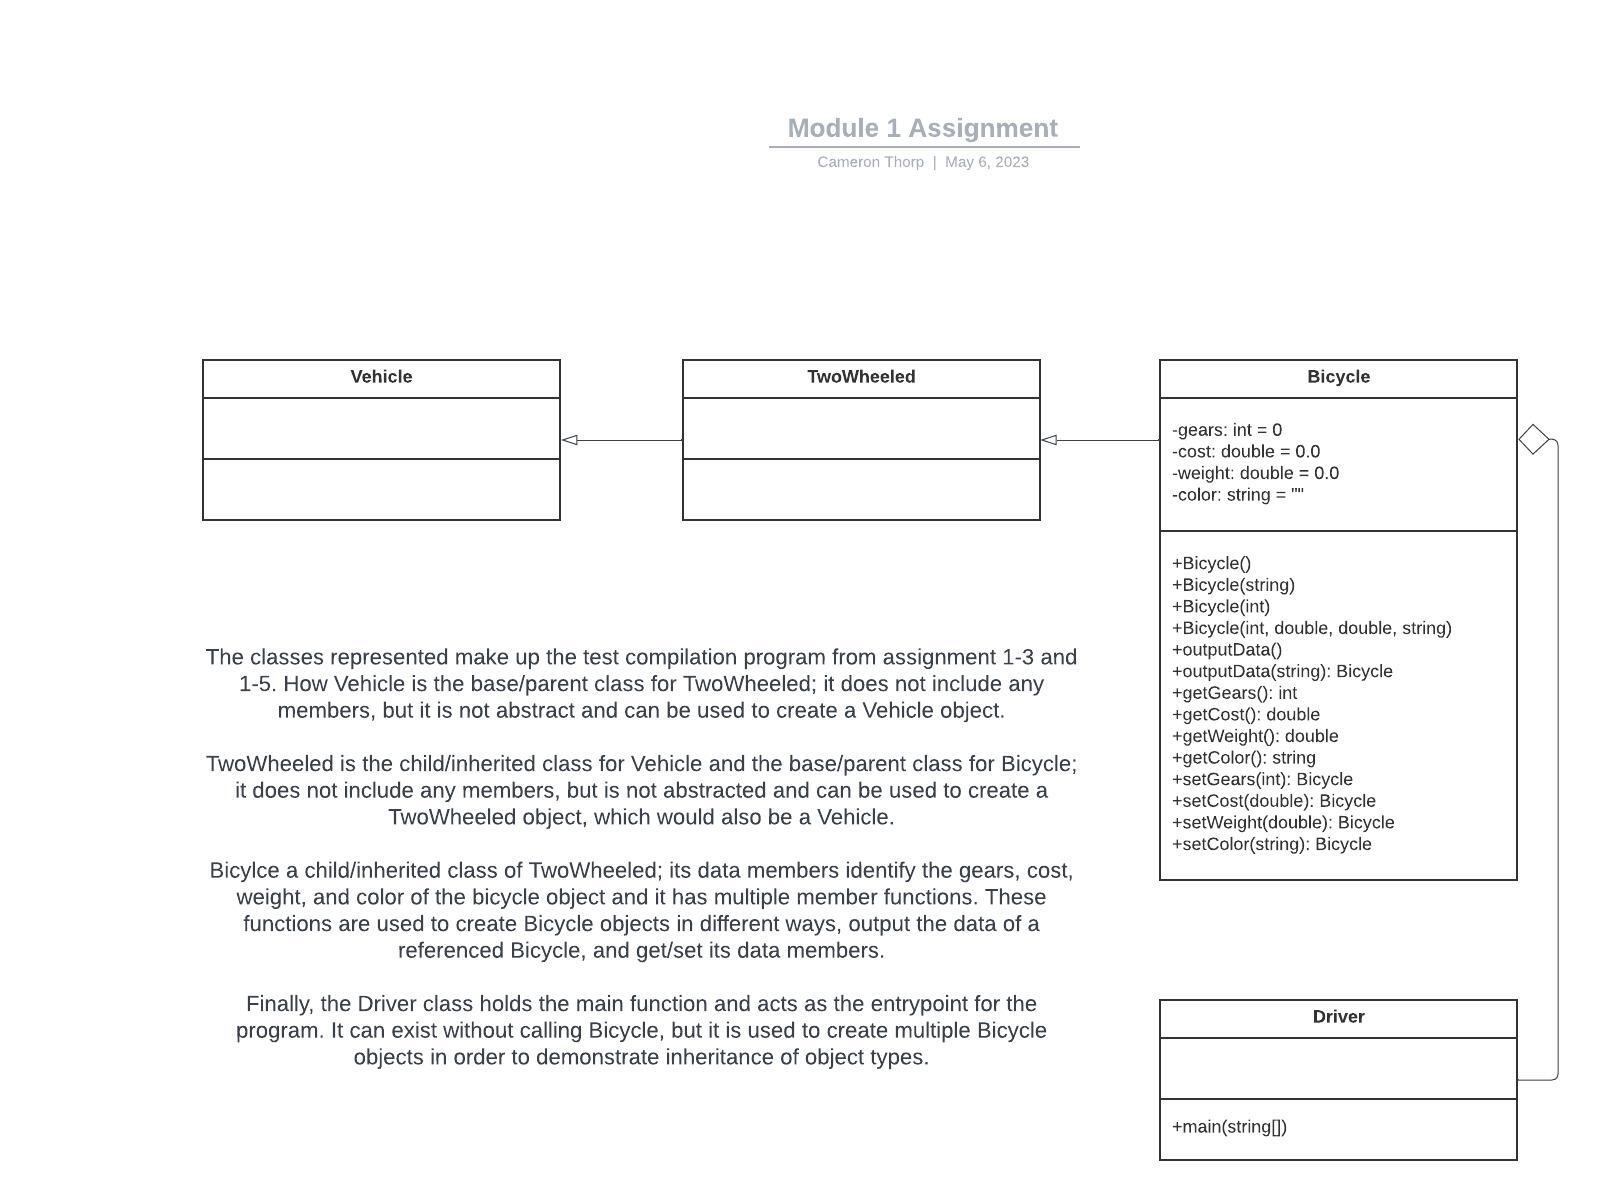 Module 1 Assignment
Cameron Thorp | May 6, 2023
Vehicle
TwoWheeled
Bicycle
-gears: int = 0
-cost: double = 0.0
-weight: double = 0.0
-color: string = ""
+Bicycle()
+Bicycle(string)
+Bicycle(int)
+Bicycle(int, double, double, string)
+outputData()
+outputData(string): Bicycle
+getGears(): int
+getCost(): double
+getWeight(): double
+getColor(): string
+setGears(int): Bicycle
+setCost(double): Bicycle
+setWeight(double): Bicycle
+setColor(string): Bicycle
The classes represented make up the test compilation program from assignment 1-3 and
1-5. How Vehicle is the base/parent class for TwoWheeled; it does not include any
members, but it is not abstract and can be used to create a Vehicle object.
TwoWheeled is the child/inherited class for Vehicle and the base/parent class for Bicycle;
it does not include any members, but is not abstracted and can be used to create a
TwoWheeled object, which would also be a Vehicle.
Bicylce a child/inherited class of TwoWheeled; its data members identify the gears, cost,
weight, and color of the bicycle object and it has multiple member functions. These
functions are used to create Bicycle objects in different ways, output the data of a
referenced Bicycle, and get/set its data members.
Finally, the Driver class holds the main function and acts as the entrypoint for the
program. It can exist without calling Bicycle, but it is used to create multiple Bicycle
objects in order to demonstrate inheritance of object types.
Driver
+main(string[])